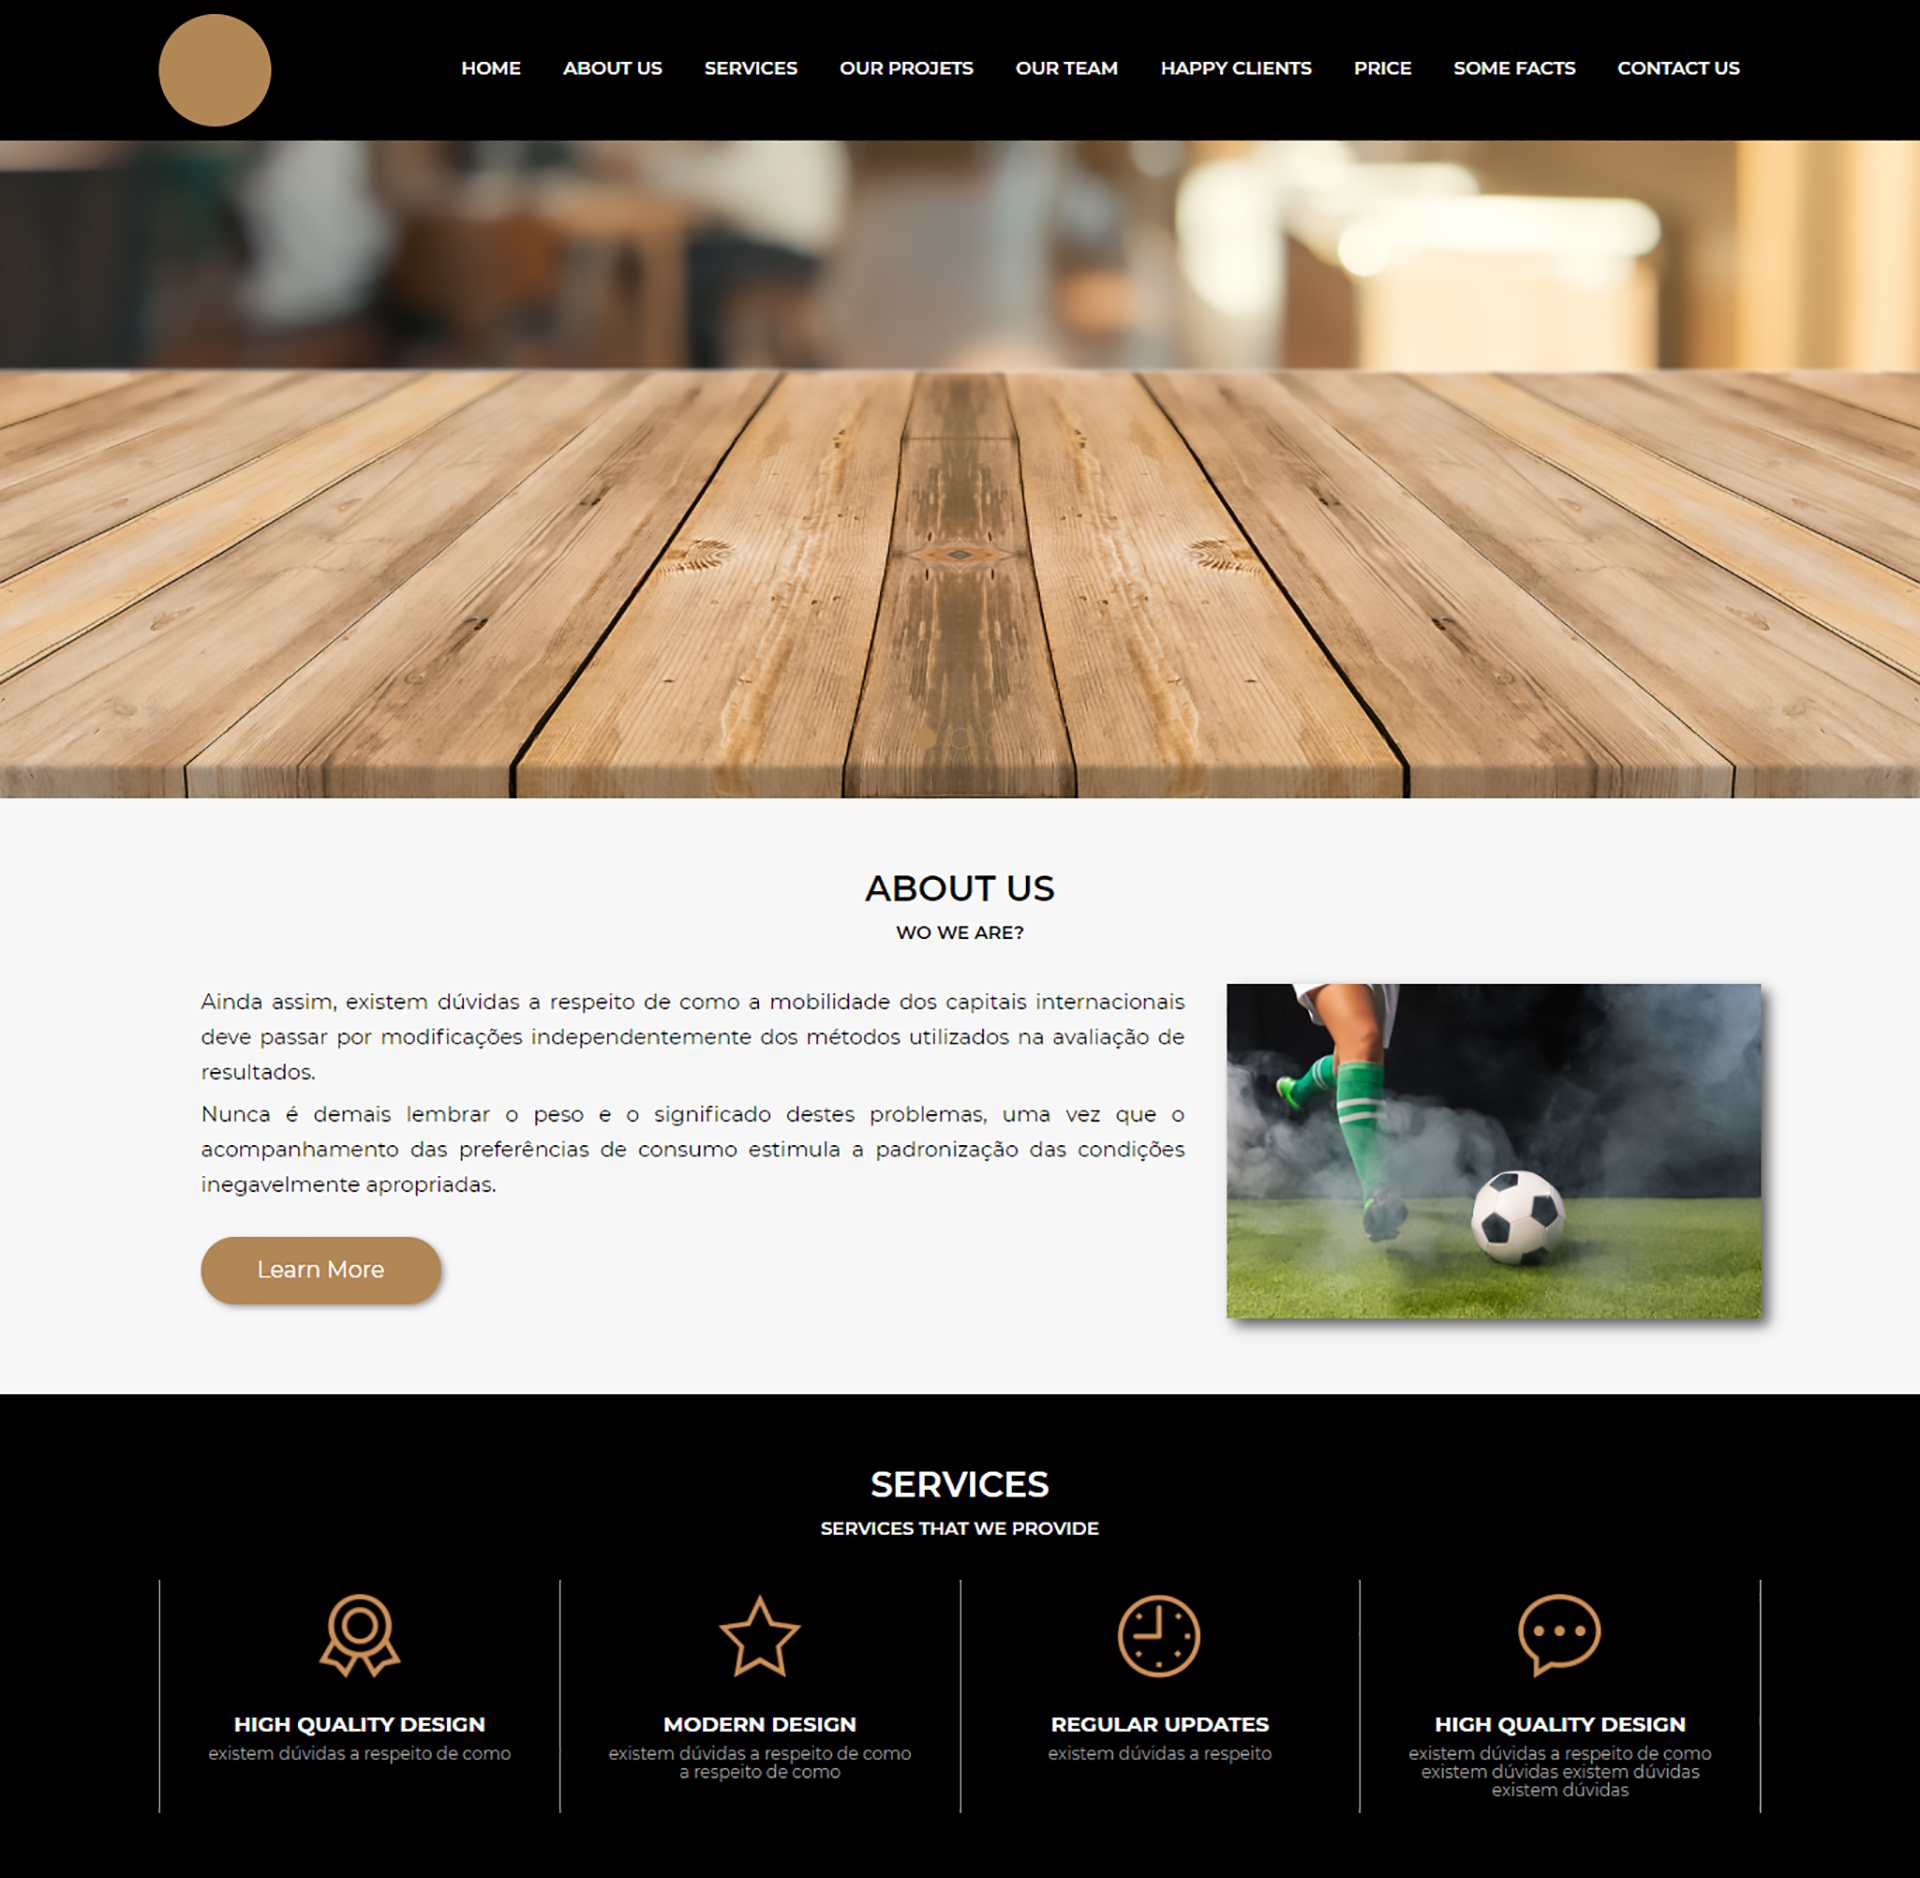 HOME ABOUT US SERVICES OUR PROJETS OUR TEAM HAPPY CLIENTS PRICE SOME FACTS CONTACT US
ABOUT US
WO WE ARE?
Ainda assim, existem dúvidas a respeito de como a mobilidade dos capitais internacionais
deve passar por modificações independentemente dos métodos utilizados na avaliação de
resultados.
Nunca é demais lembrar o peso e o significado destes problemas, uma vez que o
acompanhamento das preferências de consumo estimula a padronização das condições
inegavelmente apropriadas.
Learn More
SERVICES
SERVICES THAT WE PROVIDE
HIGH QUALITY DESIGN
existem dúvidas a respeito de como
MODERN DESIGN
existem dúvidas a respeito de como
a respeito de como
REGULAR UPDATES
existem dúvidas a respeito
HIGH QUALITY DESIGN
existem dúvidas a respeito de como
existem dúvidas existem dúvidas
existem dúvidas